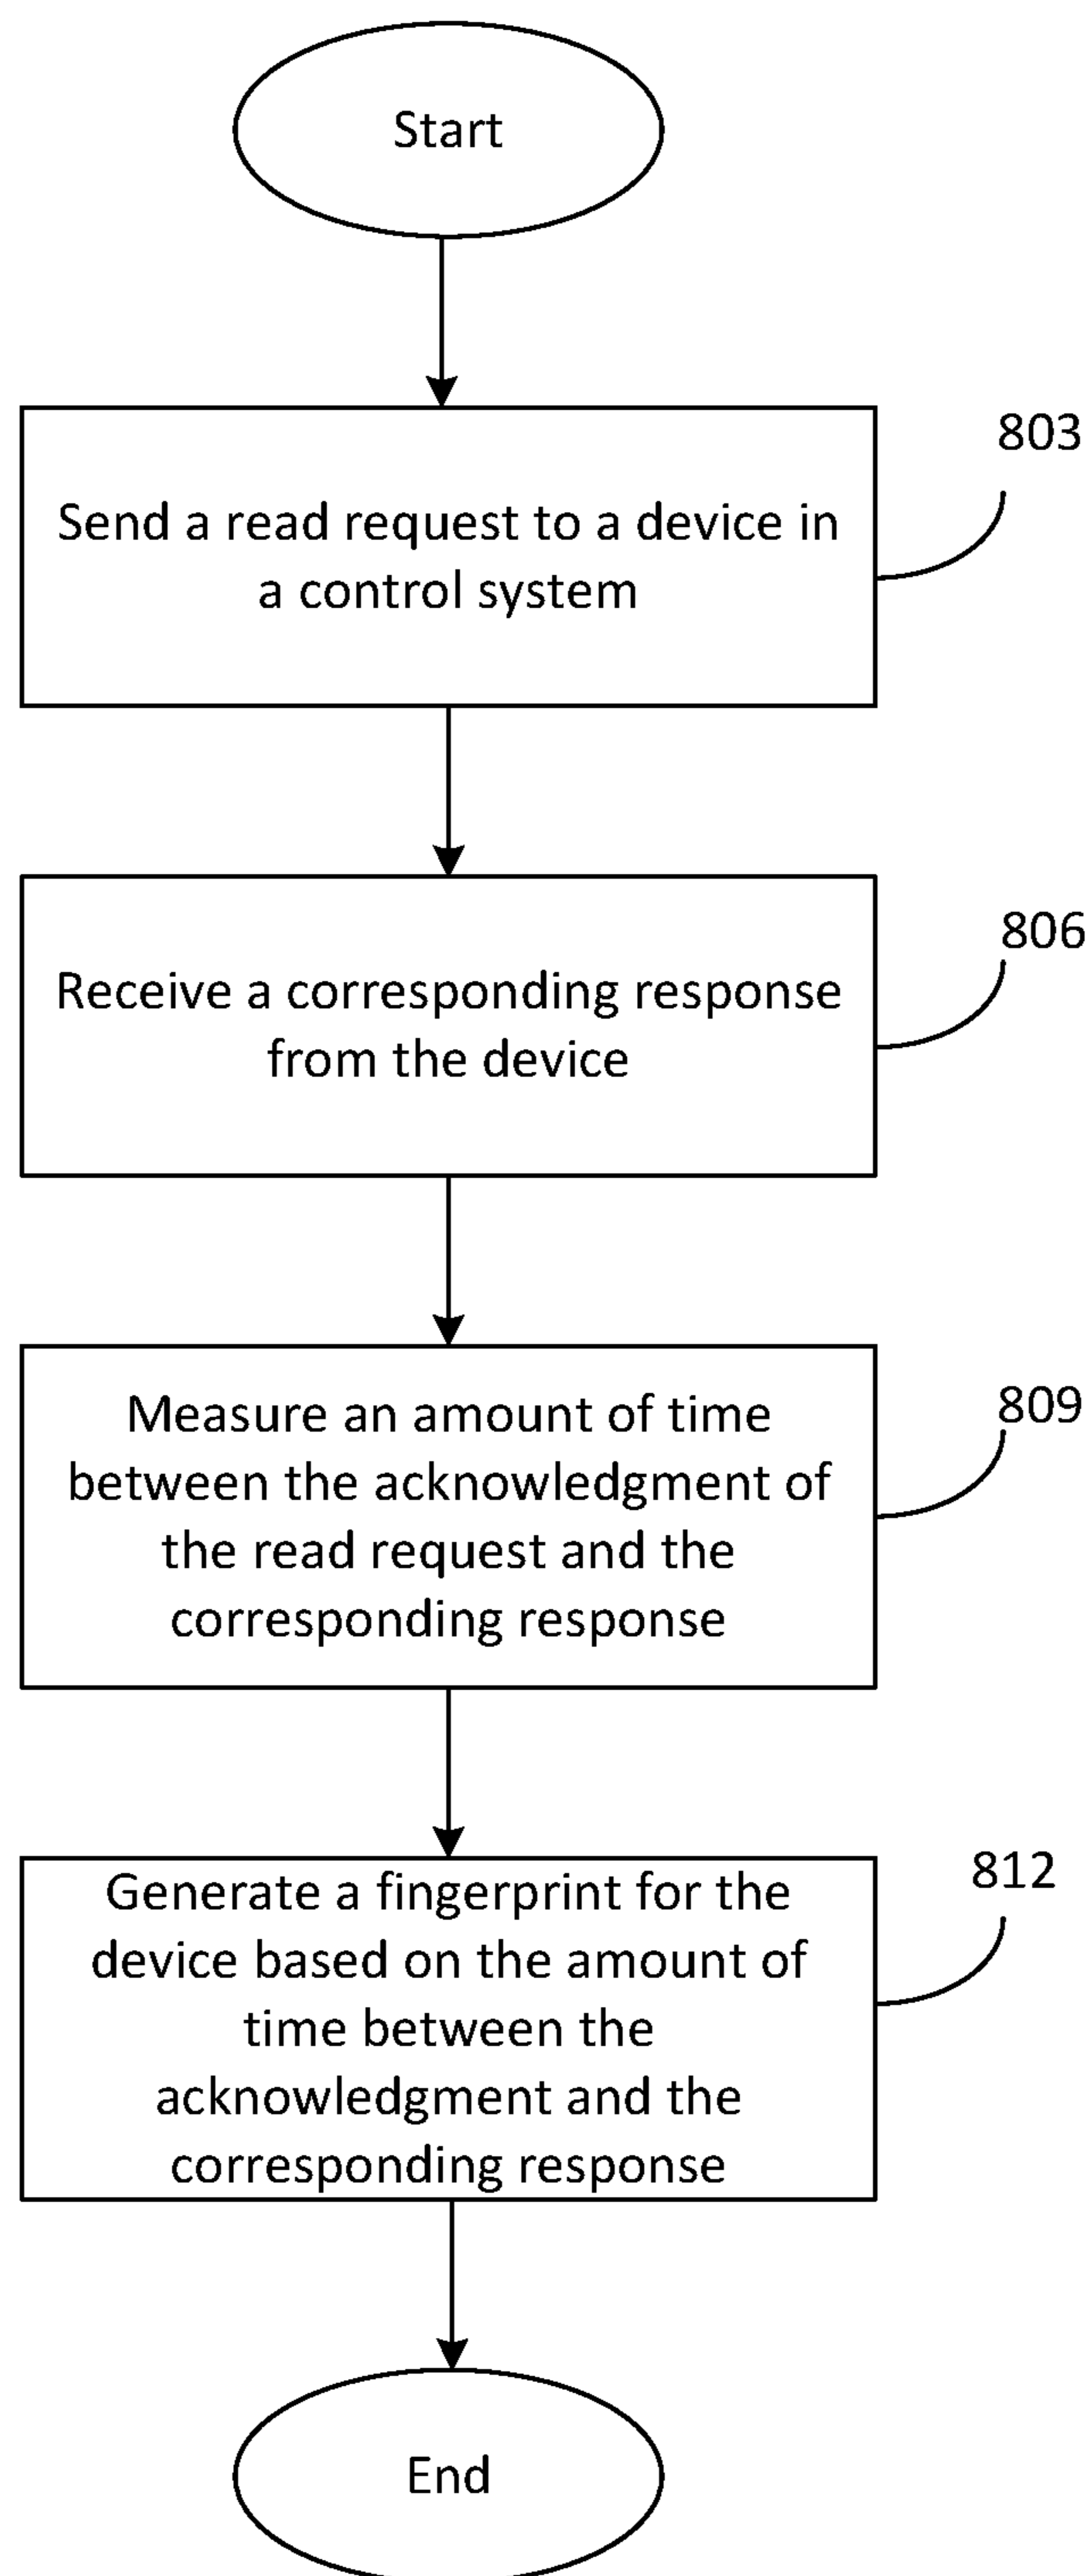 Start
803
Send a read request to a device in
a control system
806
Receive a corresponding response
from the device
809
Measure an amount of time
between the acknowledgment of
the read request and the
corresponding response
812
Generate a fingerprint for the
device based on the amount of
time between the
acknowledgment and the
corresponding response
End